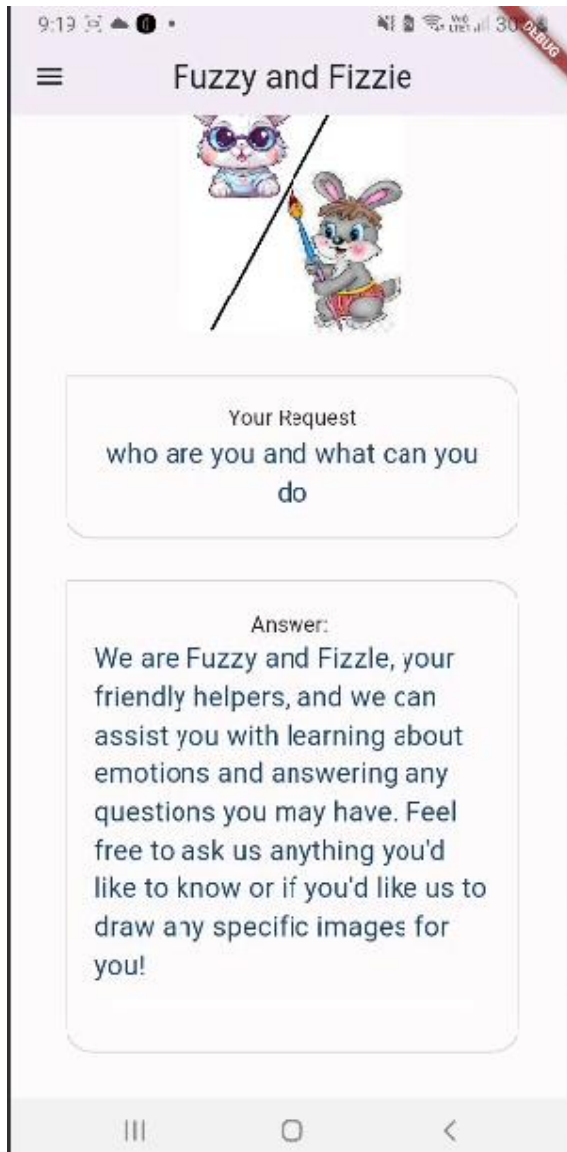 9:19
DEBUG
Fuzzy and Fizzie
Your Request
who are you and what can you
do
Answer:
We are Fuzzy and Fizzle, your
friendly helpers, and we can
assist you with learning about
emotions and answering any
questions you may have. Feel
free to ask us anything you'd
like to know or if you'd like us to
draw any specific images for
you!